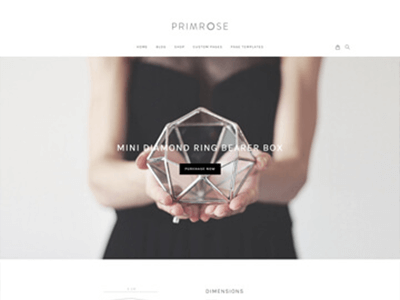 PRIMROSE
HOME BLOG SHOP CUSTOM PAGES PAGE TEMPLATES
MINI DIAMOND RING BEARER BOX
PURCHASE NOW
DIMENSIONS